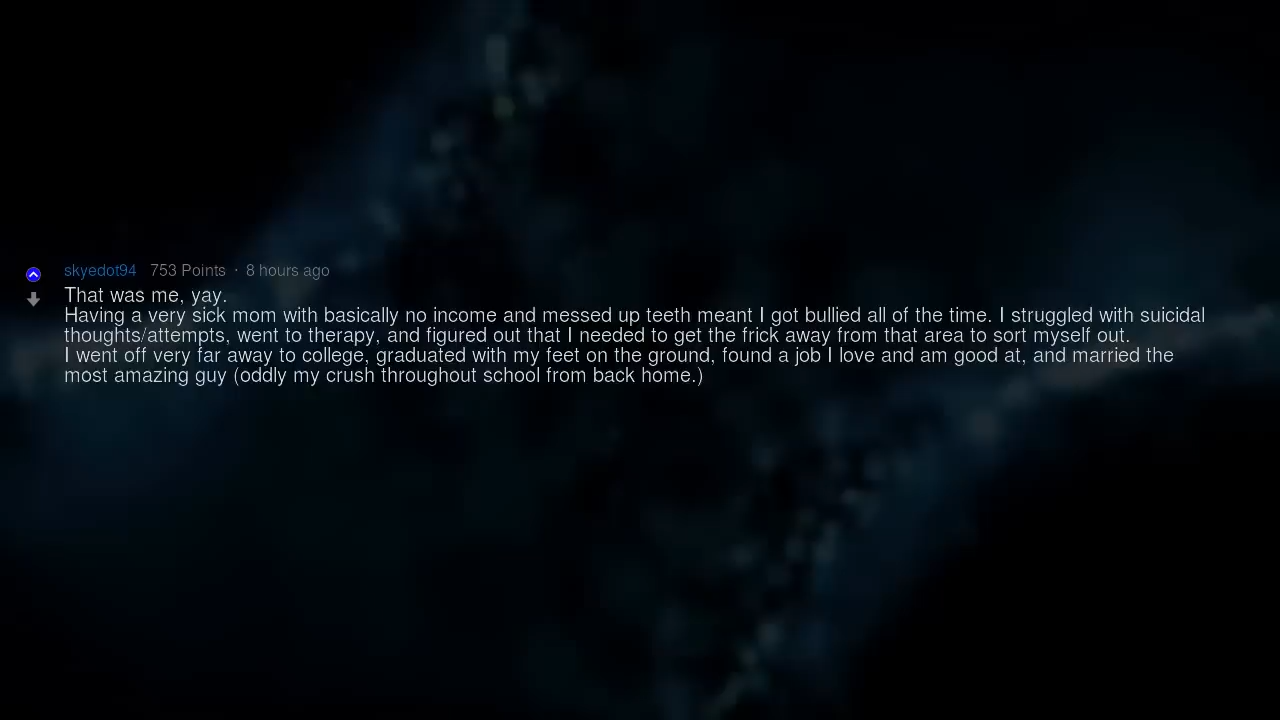 skyedot94 753 Points · 8 hours ago
That was me, yay.
Having a very sick mom with basically no income and messed up teeth meant I got bullied all of the time. I struggled with suicidal
thoughts/attempts, went to therapy, and figured out that I needed to get the frick away from that area to sort myself out.
I went off very far away to college, graduated with my feet on the ground, found a job I love and am good at, and married the
most amazing guy (oddly my crush throughout school from back home.)